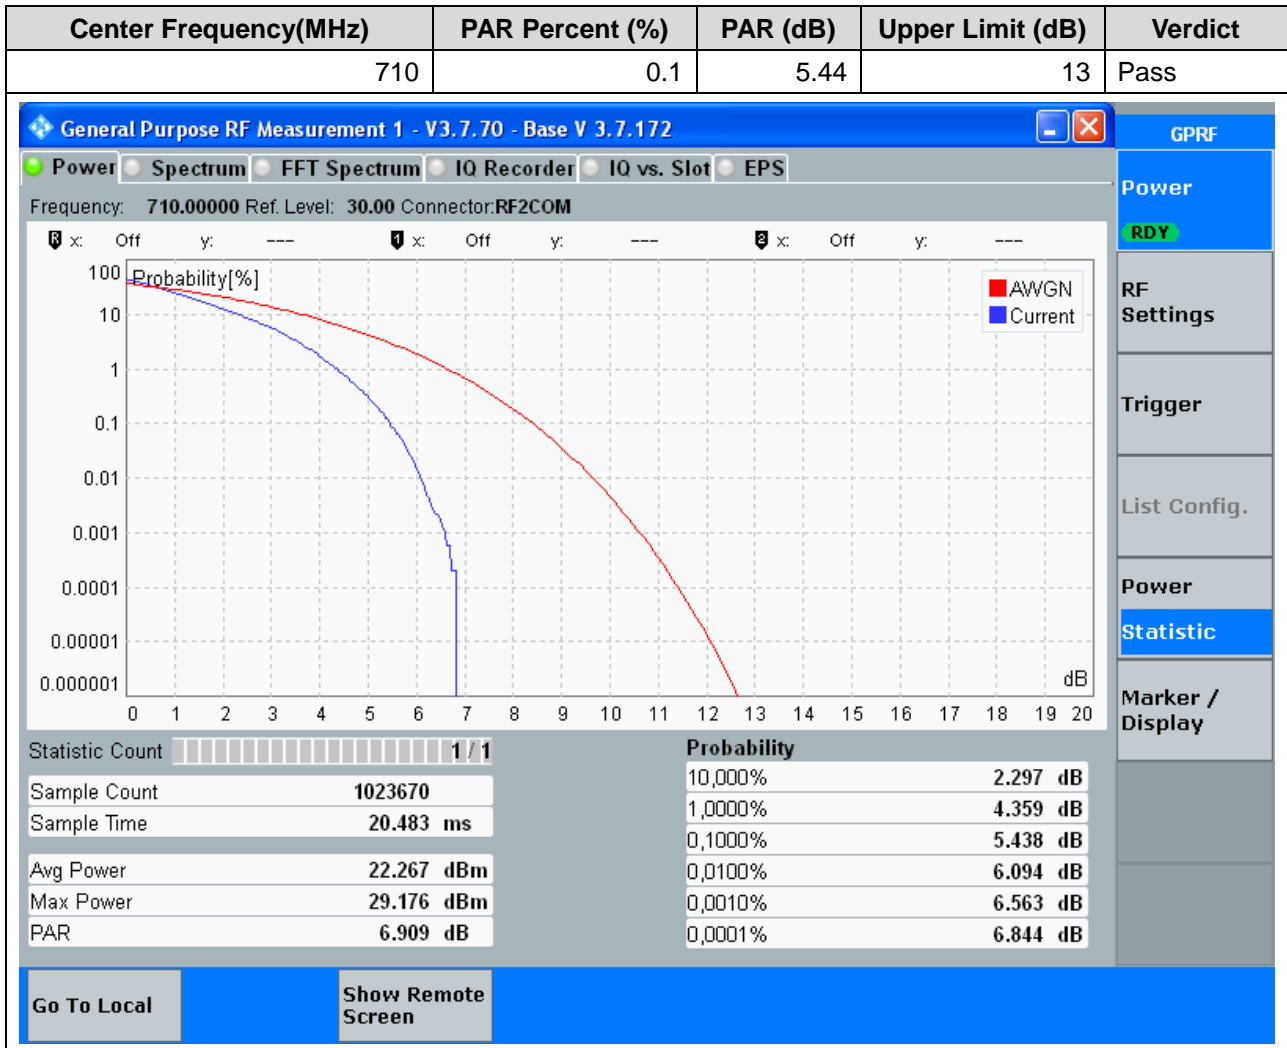 Center Frequency(MHz) PAR Percent (%) PAR (dB) Upper Limit (dB) Verdict
710 0.1 5.44 13 Pass
General Purpose RF Measurement 1 - V3.7.70 - Base V 3.7.172
GPRF
Power Spectrum FFT Spectrum IQ Recorder IQ vs. Slot EPS
Frequency: 710.00000 Ref. Level: 30.00 Connector:RF2COM
R x: Off y: --- 1 x: Off y: --- 2 x: Off y: ---
Probability[%]
100
10
1
0.1
0.01
0.001
0.0001
0.00001
0.000001
AWGN
Current
dB
0 1 2 3 4 5 6 7 8 9 10 11 12 13 14 15 16 17 18 19 20
Statistic Count 1 / 1
Sample Count 1023670
Sample Time 20.483 ms
Avg Power 22.267 dBm
Max Power 29.176 dBm
PAR 6.909 dB
Probability
10,000% 2.297 dB
1,0000% 4.359 dB
0,1000% 5.438 dB
0,0100% 6.094 dB
0,0010% 6.563 dB
0,0001% 6.844 dB
Power
RDY
RF
Settings
Trigger
List Config.
Power
Statistic
Marker /
Display
Go To Local
Show Remote
Screen